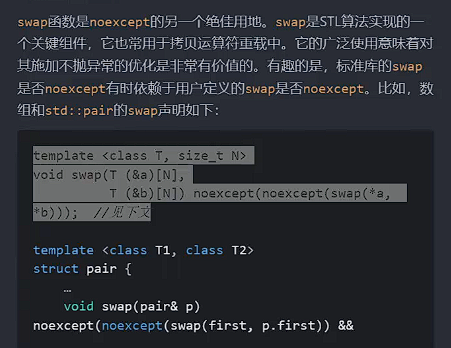 swap函数是noexcept的另一个绝佳用地。swap是STL算法实现的一
个关键组件，它也常用于拷贝运算符重载中。它的广泛使用意味着对
其施加不抛异常的优化是非常有价值的。有趣的是，标准库的swap
是否noexcept有时依赖于用户定义的swap是否noexcept。比如，数
组和std::pair的swap声明如下：
template <class T, size_t N>
void swap(T (&a)[N],
T (&b)[N]) noexcept(noexcept(swap(*a,
*b))); //见下文
template <class T1, class T2>
struct pair {
…
void swap(pair& p)
noexcept(noexcept(swap(first, p.first)) &&